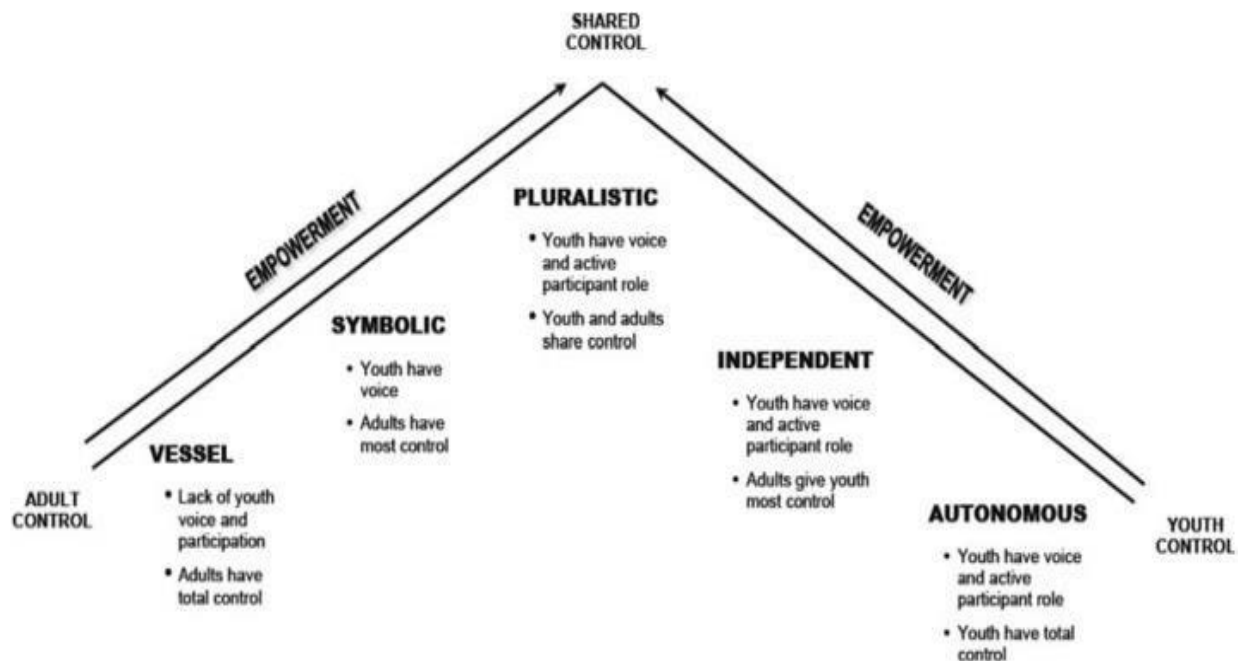 SHARED
CONTROL
EMPOWERMENT
EMPOWERMENT
PLURALISTIC
• Youth have voice
and active
participant role
• Youth and adults
share control
SYMBOLIC
• Youth have
voice
• Adults have
most control
INDEPENDENT
• Youth have voice
and active
participant role
• Adults give youth
most control
VESSEL
• Lack of youth
voice and
participation
• Adults have
total control
ADULT
CONTROL
AUTONOMOUS
• Youth have voice
and active
participant role
• Youth have total
control
YOUTH
CONTROL